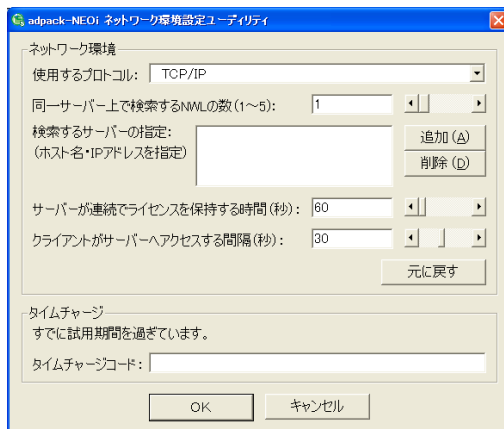 adpack-NEOi ネットワーク環境設定ユーティリティ
ネットワーク環境
使用するプロトコル: TCP/IP
同一サーバー上で検索するNWLの数(1～5): 1
検索するサーバーの指定:
(ホスト名・IPアドレスを指定)
追加(A)
削除(D)
サーバーが連続でライセンスを保持する時間(秒): 60
クライアントがサーバーへアクセスする間隔(秒): 30
元に戻す
タイムチャージ
すでに試用期間を過ぎています。
タイムチャージコード:
OK キャンセル